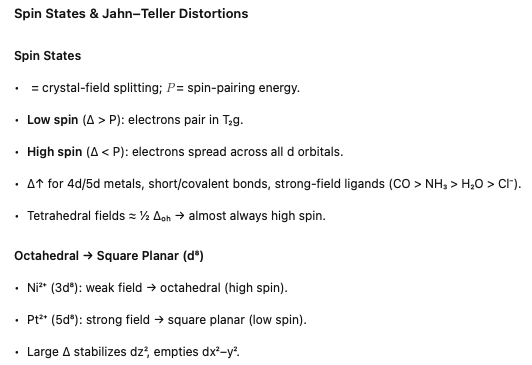 Spin States & Jahn–Teller Distortions
Spin States
• = crystal-field splitting; P= spin-pairing energy.
• Low spin (Δ > P): electrons pair in T₂g.
• High spin (Δ < P): electrons spread across all d orbitals.
• Δ↑ for 4d/5d metals, short/covalent bonds, strong-field ligands (CO > NH₃ > H₂O > Cl⁻).
• Tetrahedral fields ≈ ½ Δₒₕ → almost always high spin.
Octahedral → Square Planar (d⁸)
• Ni²⁺ (3d⁸): weak field → octahedral (high spin).
• Pt²⁺ (5d⁸): strong field → square planar (low spin).
• Large Δ stabilizes dz², empties dx²–y².